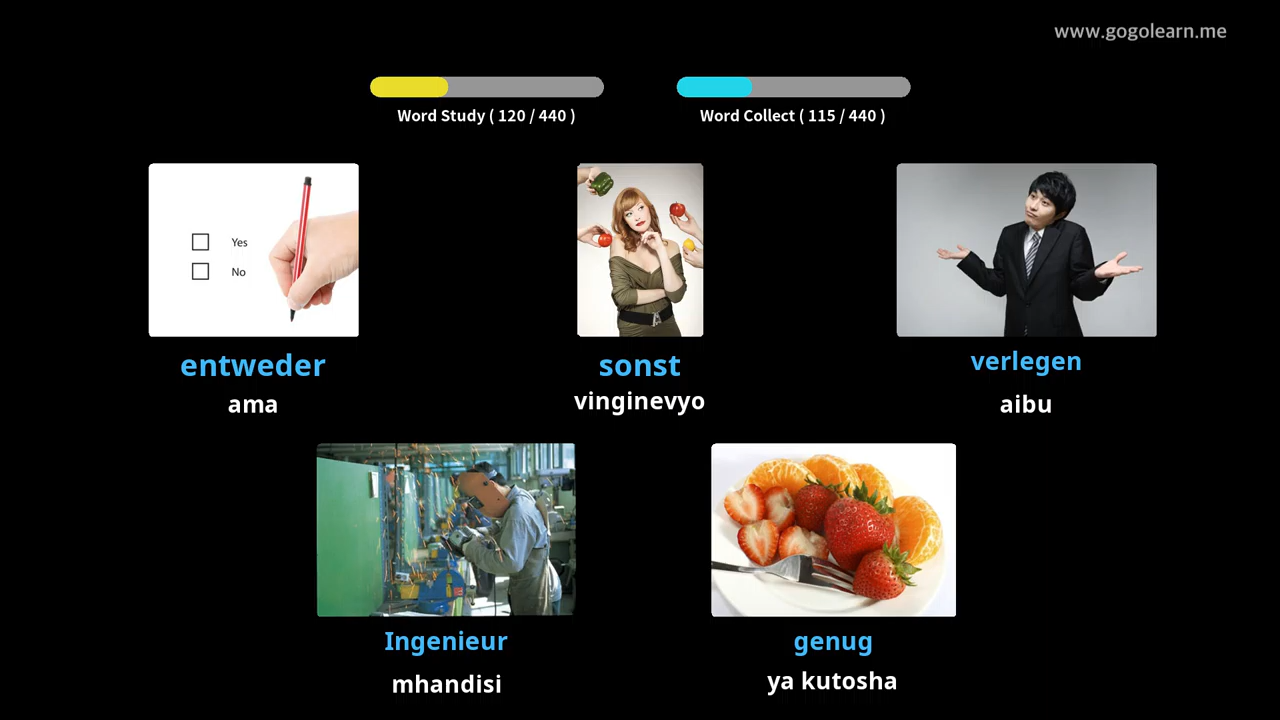 www.gogolearn.me
Word Study ( 120 / 440 )
Word Collect ( 115 / 440 )
Yes
No
entweder
ama
sonst
vinginevyo
verlegen
aibu
Ingenieur
mhandisi
genug
ya kutosha